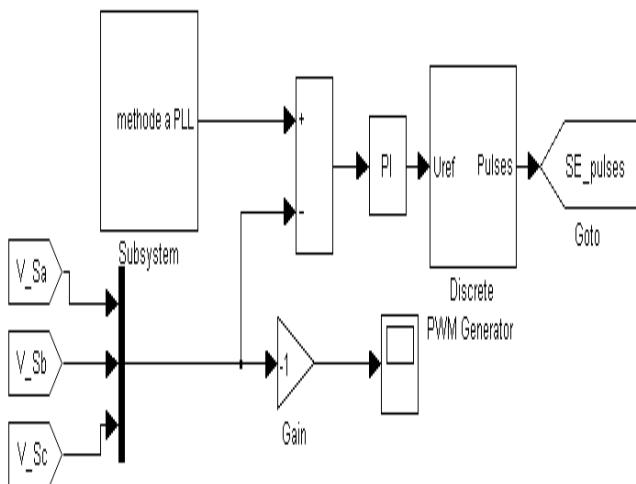 methode a PLL
Subsystem
+
−
PI
Uref
Pulses
Discrete
PWM Generator
SE_pulses
Goto
V_Sa
V_Sb
V_Sc
-1
Gain